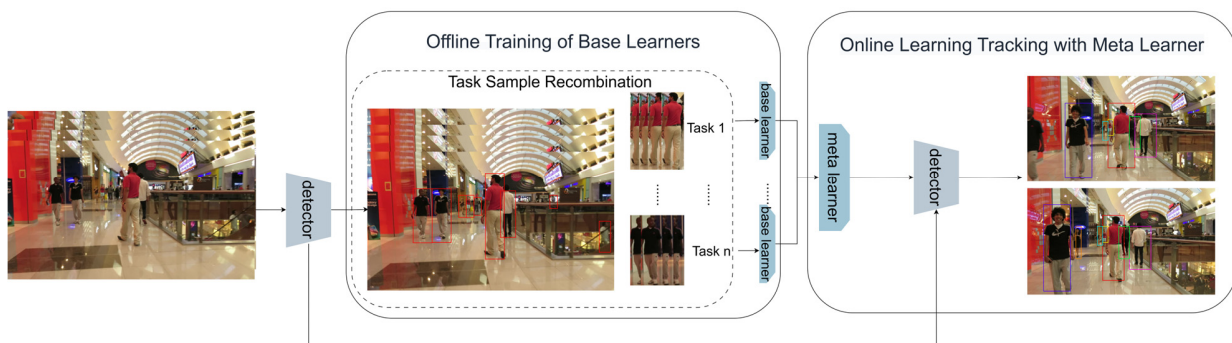 Offline Training of Base Learners
Online Learning Tracking with Meta Learner
Task Sample Recombination
detector
Task 1
base learner
......
......
......
Task n
base learner
meta learner
detector